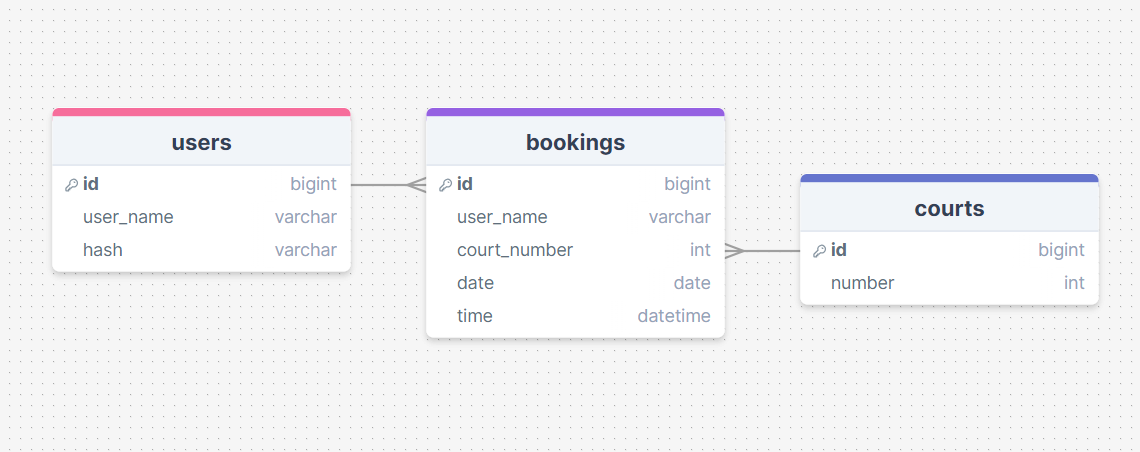 users
id bigint
user_name varchar
hash varchar
bookings
id bigint
user_name varchar
court_number int
date date
time datetime
courts
id bigint
number int